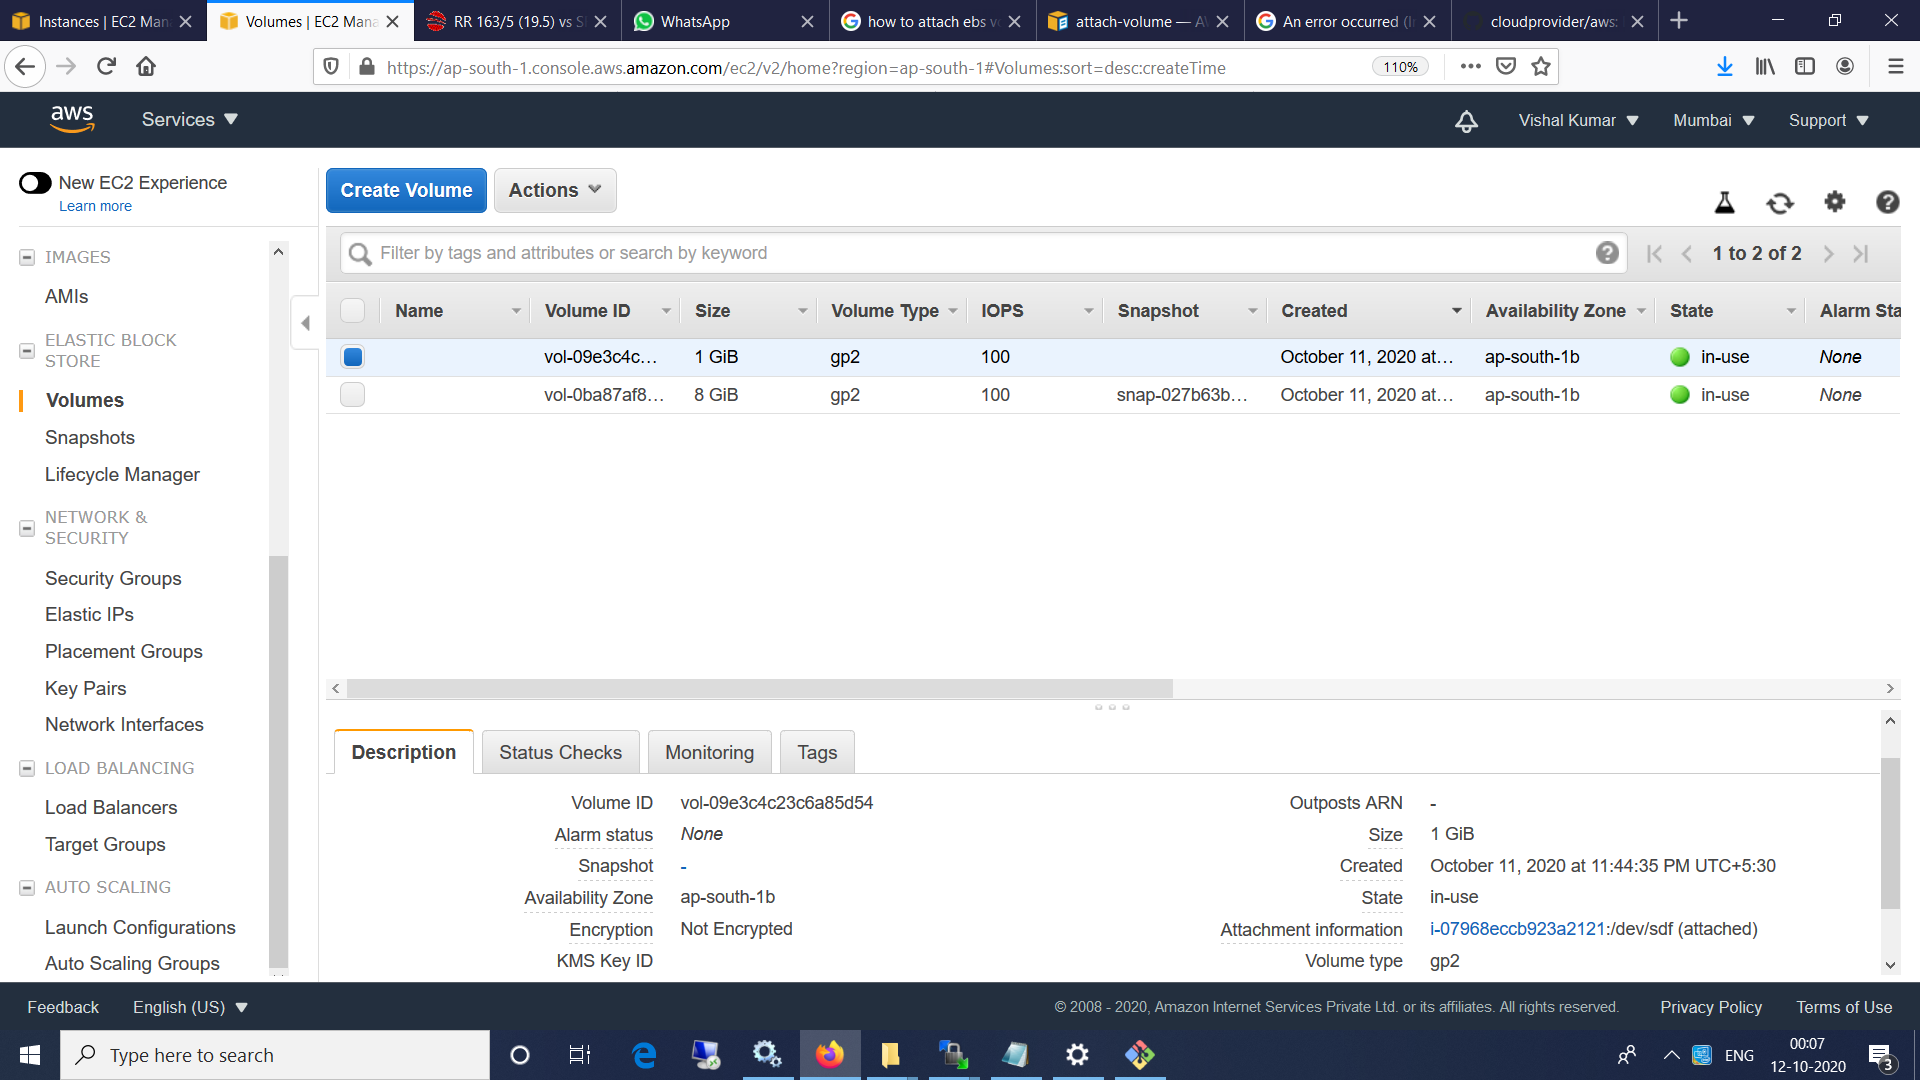 Instances | EC2 Man
Volumes | EC2 Mana
RR 163/5 (19.5) vs S
WhatsApp
how to attach ebs v
attach-volume — A
An error occurred (I
cloudprovider/aws:
https://ap-south-1.console.aws.amazon.com/ec2/v2/home?region=ap-south-1#Volumes:sort=desc:createTime
110%
aws
Services
Vishal Kumar
Mumbai
Support
New EC2 Experience
Learn more
IMAGES
AMIs
ELASTIC BLOCK
STORE
Volumes
Snapshots
Lifecycle Manager
NETWORK &
SECURITY
Security Groups
Elastic IPs
Placement Groups
Key Pairs
Network Interfaces
LOAD BALANCING
Load Balancers
Target Groups
AUTO SCALING
Launch Configurations
Auto Scaling Groups
Create Volume
Actions
Filter by tags and attributes or search by keyword
1 to 2 of 2
Name Volume ID Size Volume Type IOPS Snapshot Created Availability Zone State Alarm Sta
vol-09e3c4c... 1 GiB gp2 100 October 11, 2020 at... ap-south-1b in-use None
vol-0ba87af8... 8 GiB gp2 100 snap-027b63b... October 11, 2020 at... ap-south-1b in-use None
Description
Status Checks
Monitoring
Tags
Volume ID vol-09e3c4c23c6a85d54
Alarm status None
Snapshot -
Availability Zone ap-south-1b
Encryption Not Encrypted
KMS Key ID
Outposts ARN -
Size 1 GiB
Created October 11, 2020 at 11:44:35 PM UTC+5:30
State in-use
Attachment information i-07968eccb923a2121:/dev/sdf (attached)
Volume type gp2
Feedback
English (US)
© 2008 - 2020, Amazon Internet Services Private Ltd. or its affiliates. All rights reserved.
Privacy Policy
Terms of Use
Type here to search
ENG
00:07
12-10-2020
3